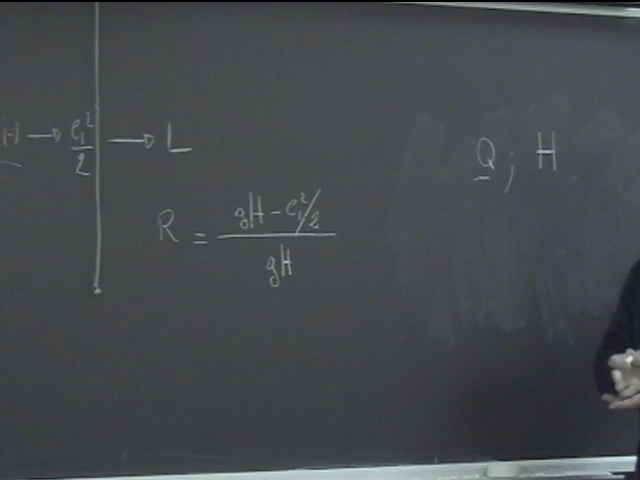 H → c₁²/2 → L
Q ; H
R = (gH - c₁²/2) / gH